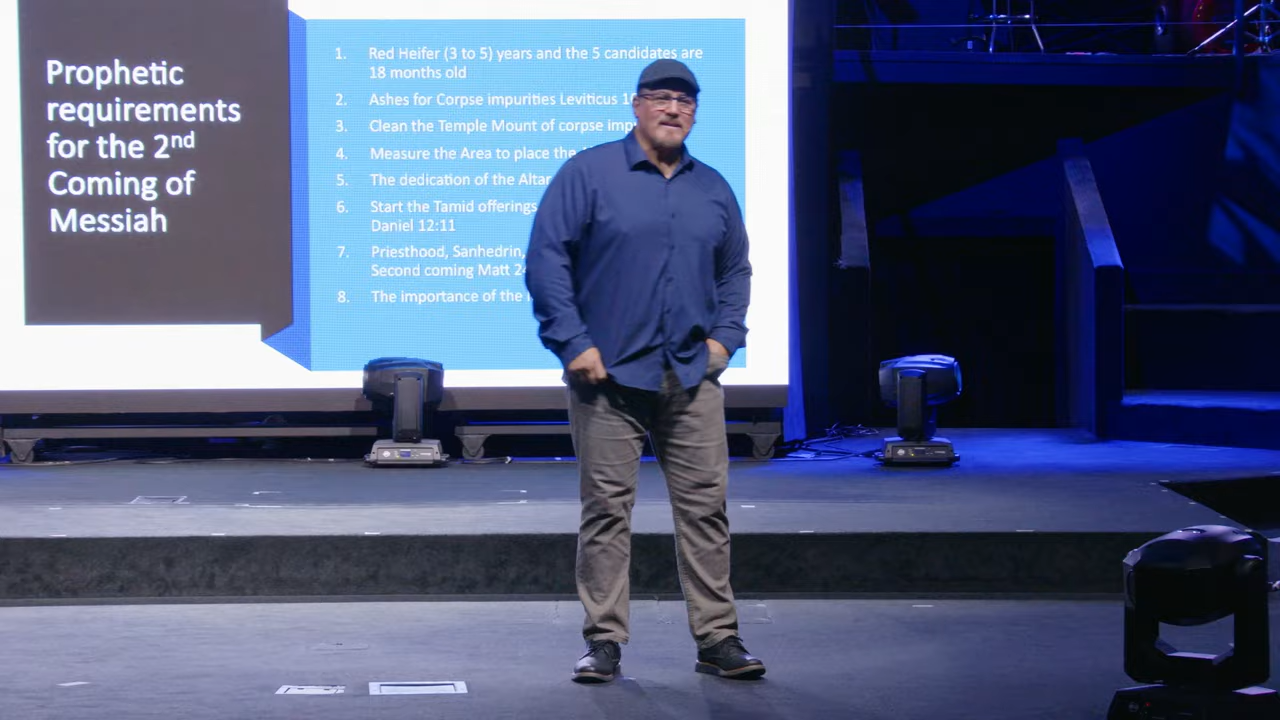 Prophetic
requirements
for the 2nd
Coming of
Messiah
1. Red Heifer (3 to 5) years and the 5 candidates are
18 months old
2. Ashes for Corpse impurities Leviticus
3. Clean the Temple Mount of corpse
4. Measure the Area to place the
5. The dedication of the Altar
6. Start the Tamid offerings
Daniel 12:11
7. Priesthood, Sanhedrin,
Second coming Matt
8. The importance of the